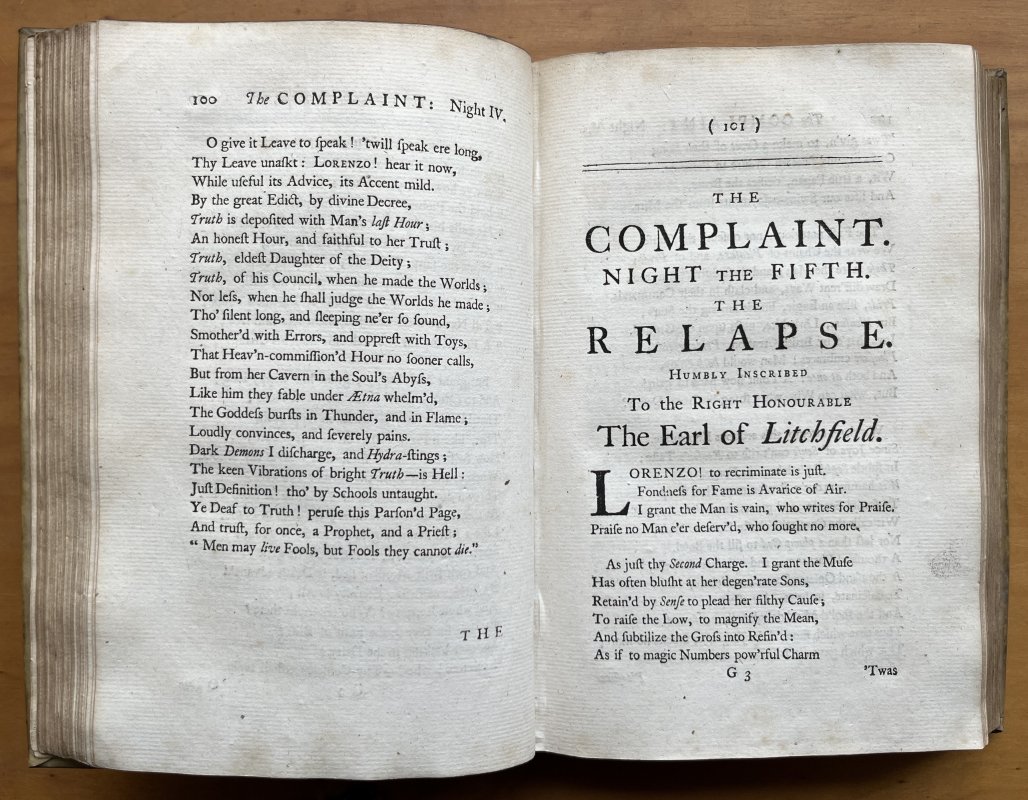 100 The COMPLAINT: Night IV.
O give it Leave to ſpeak! 'twill ſpeak ere long,
Thy Leave unaſkt: LORENZO! hear it now,
While uſeful its Advice, its Accent mild.
By the great Edict, by divine Decree,
Truth is depoſited with Man's laſt Hour;
An honeſt Hour, and faithful to her Truſt;
Truth, eldeſt Daughter of the Deity;
Truth, of his Council, when he made the Worlds;
Nor leſs, when he ſhall judge the Worlds he made;
Tho' ſilent long, and ſleeping ne'er ſo ſound,
Smother'd with Errors, and oppreſt with Toys,
That Heav'n-commiſſion'd Hour no ſooner calls,
But from her Cavern in the Soul's Abyſs,
Like him they fable under Ætna whelm'd,
The Goddeſs burſts in Thunder, and in Flame;
Loudly convinces, and ſeverely pains.
Dark Demons I diſcharge, and Hydra-ſtings;
The keen Vibrations of bright Truth—is Hell:
Juſt Definition! tho' by Schools untaught.
Ye Deaf to Truth! peruſe this Parſon'd Page,
And truſt, for once, a Prophet, and a Prieſt;
“ Men may live Fools, but Fools they cannot die.”
THE
( 101 )
THE
COMPLAINT.
NIGHT THE FIFTH.
THE
RELAPSE.
HUMBLY INSCRIBED
To the RIGHT HONOURABLE
The Earl of Litchfield.
LORENZO! to recriminate is juſt.
Fondneſs for Fame is Avarice of Air.
I grant the Man is vain, who writes for Praiſe.
Praiſe no Man e'er deſerv'd, who ſought no more.
As juſt thy Second Charge. I grant the Muſe
Has often bluſht at her degen'rate Sons,
Retain'd by Senſe to plead her filthy Cauſe;
To raiſe the Low, to magnify the Mean,
And ſubtilize the Groſs into Refin'd:
As if to magic Numbers pow'rful Charm
G 3 'Twas